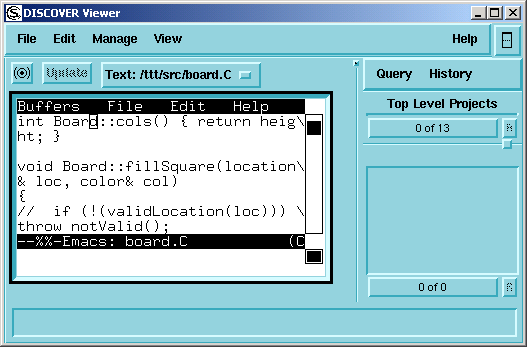 DISCOVER Viewer
File Edit Manage View Help
Update Text: /ttt/src/board.C
Query History
Top Level Projects
0 of 13
Buffers File Edit Help
int Board::cols() { return heig\
ht; }
void Board::fillSquare(location\
& loc, color& col)
{
//  if (!(validLocation(loc))) \
throw notValid();
--%%-Emacs: board.C (C
0 of 0